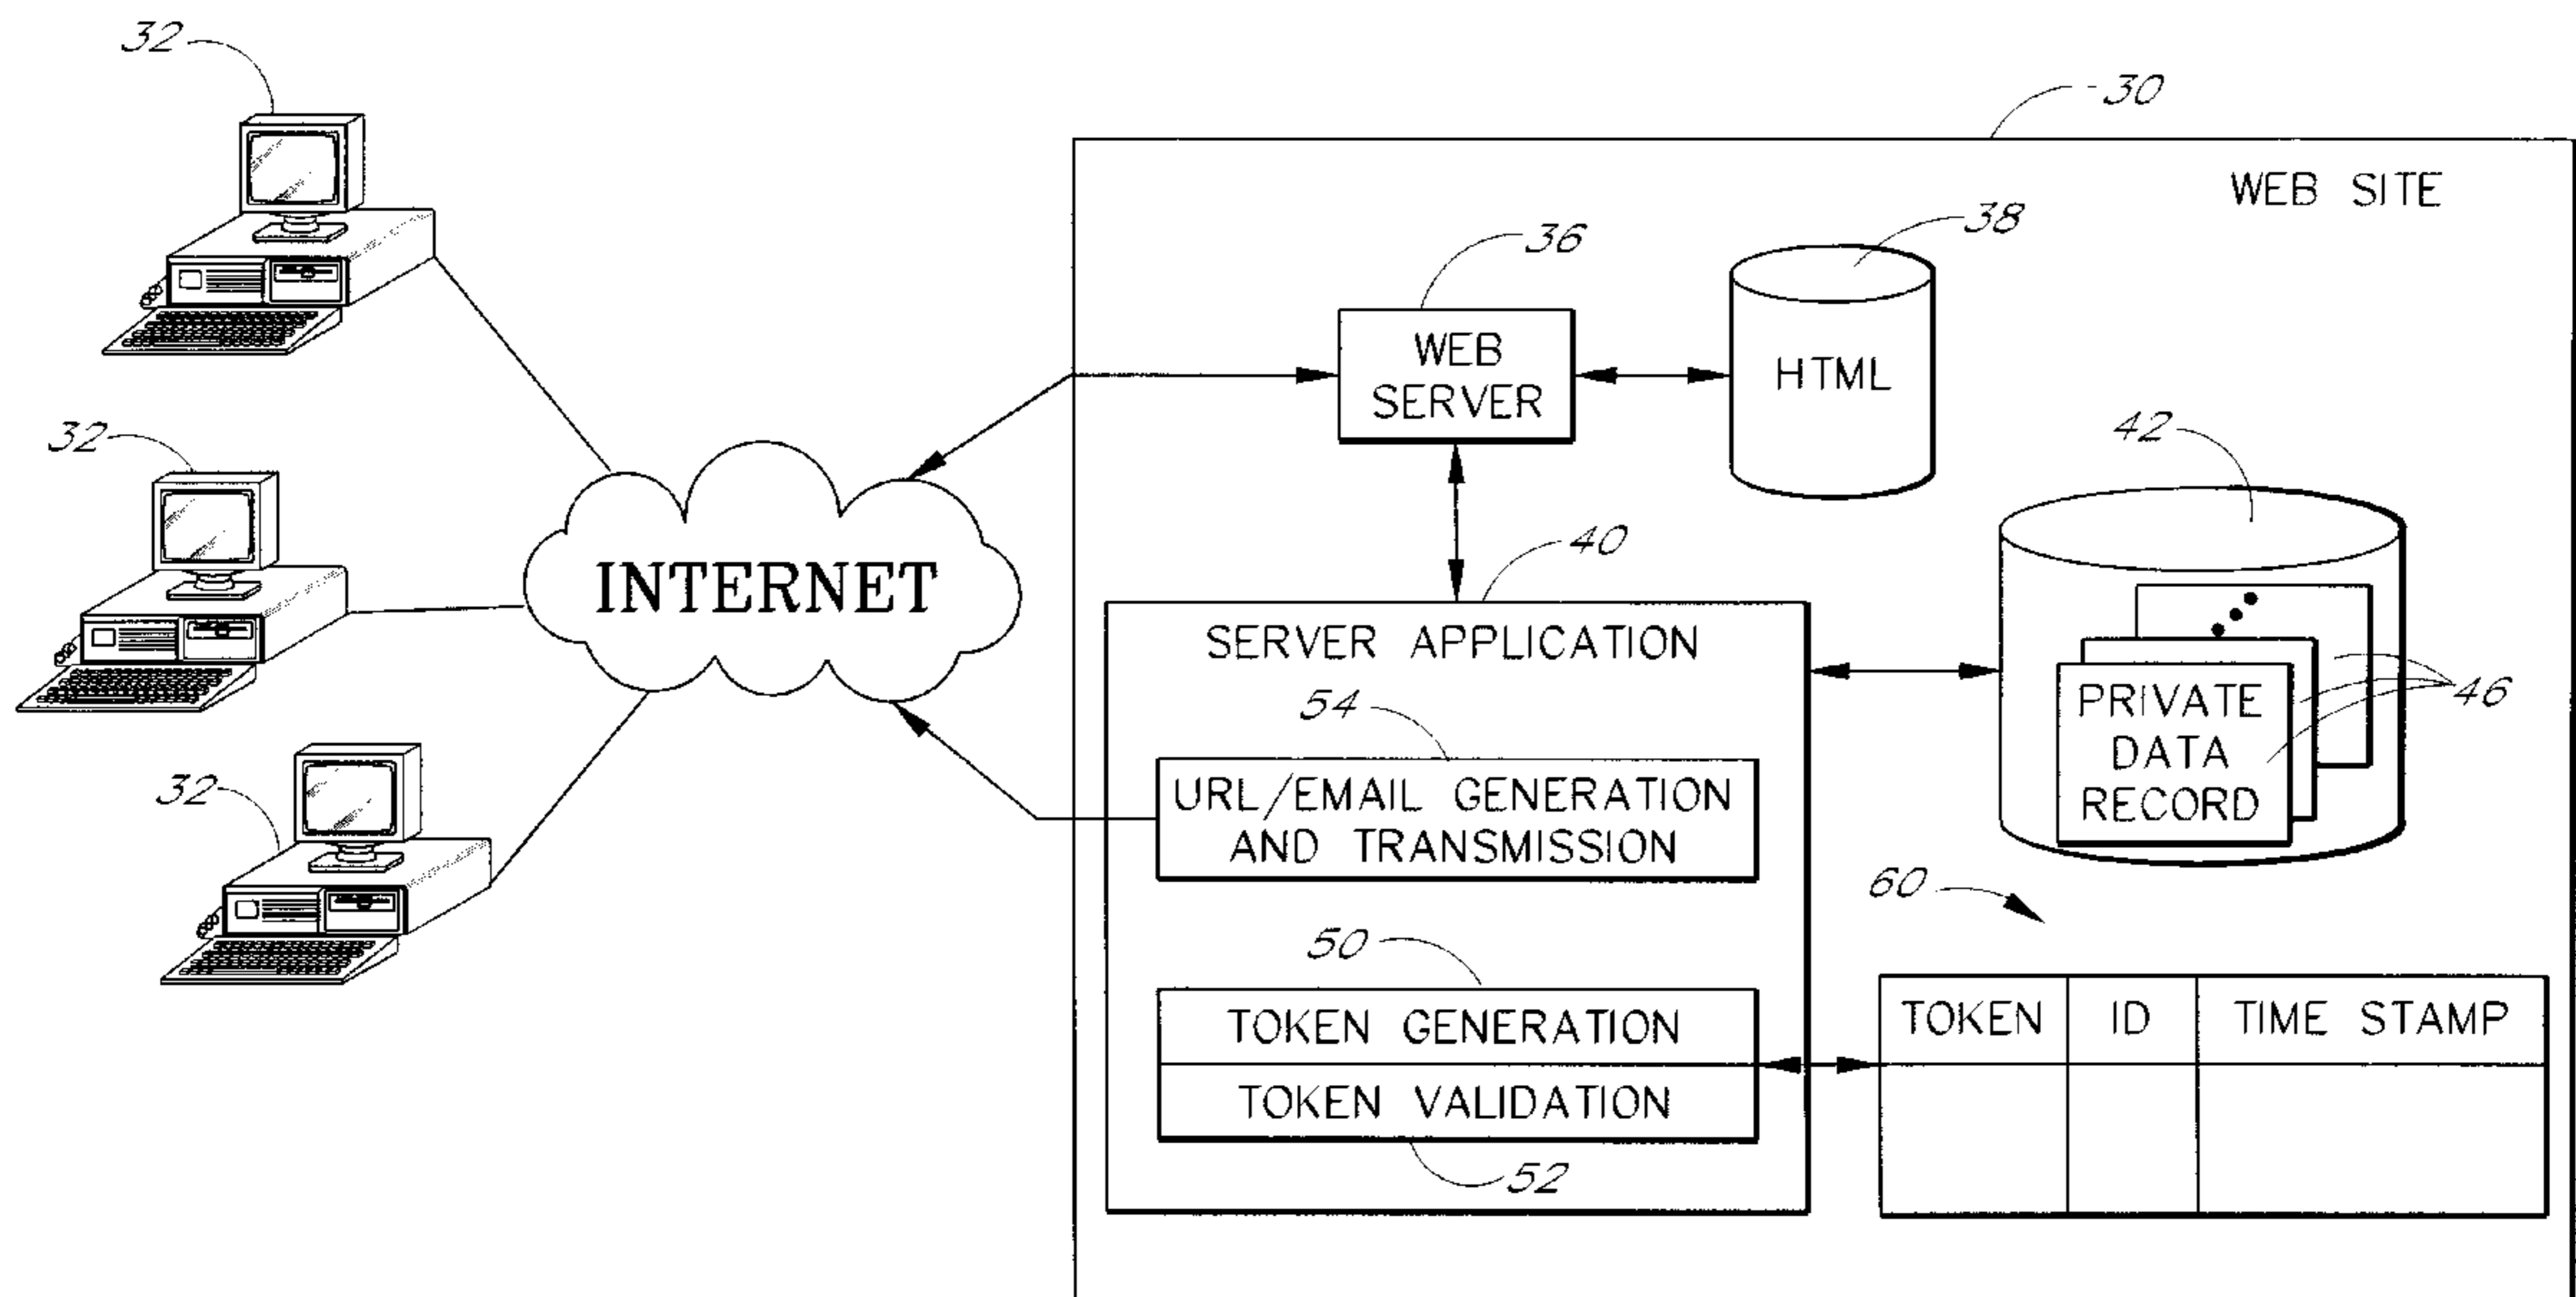 32
30
WEB SITE
36
38
WEB
SERVER
HTML
32
42
40
INTERNET
SERVER APPLICATION
54
46
PRIVATE
DATA
RECORD
32
URL/EMAIL GENERATION
AND TRANSMISSION
60
50
TOKEN GENERATION
TOKEN ID TIME STAMP
TOKEN VALIDATION
52